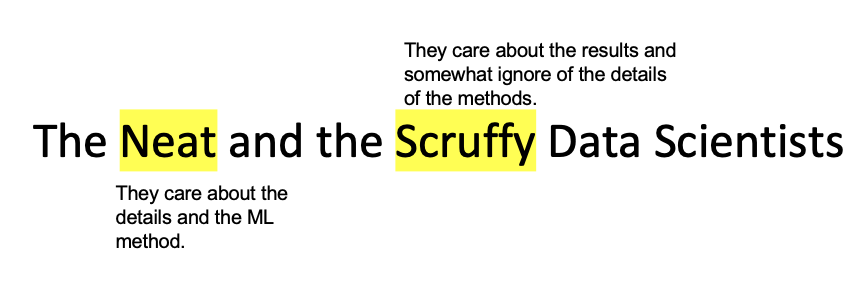 They care about the results and
somewhat ignore of the details
of the methods.
The Neat and the Scruffy Data Scientists
They care about the
details and the ML
method.